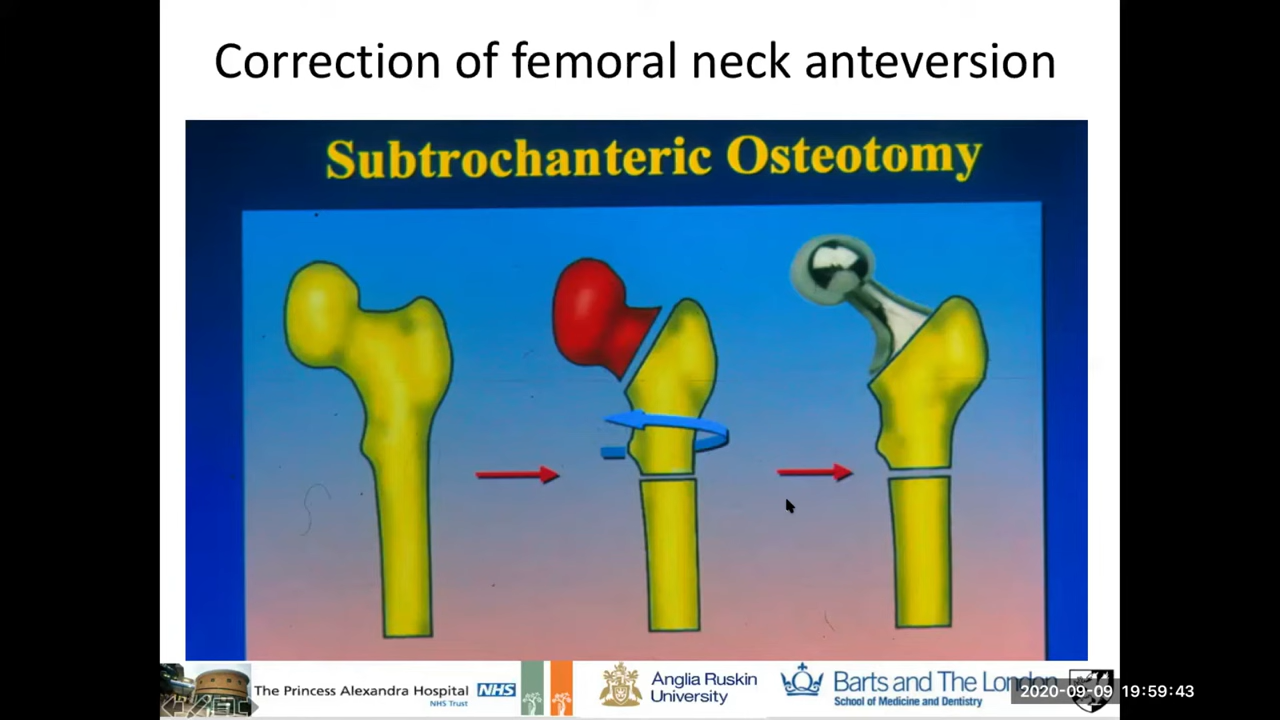 Correction of femoral neck anteversion
Subtrochanteric Osteotomy
The Princess Alexandra Hospital NHS
NHS Trust
Anglia Ruskin
University
Barts and The London
School of Medicine and Dentistry
2020-09-09 19:59:43